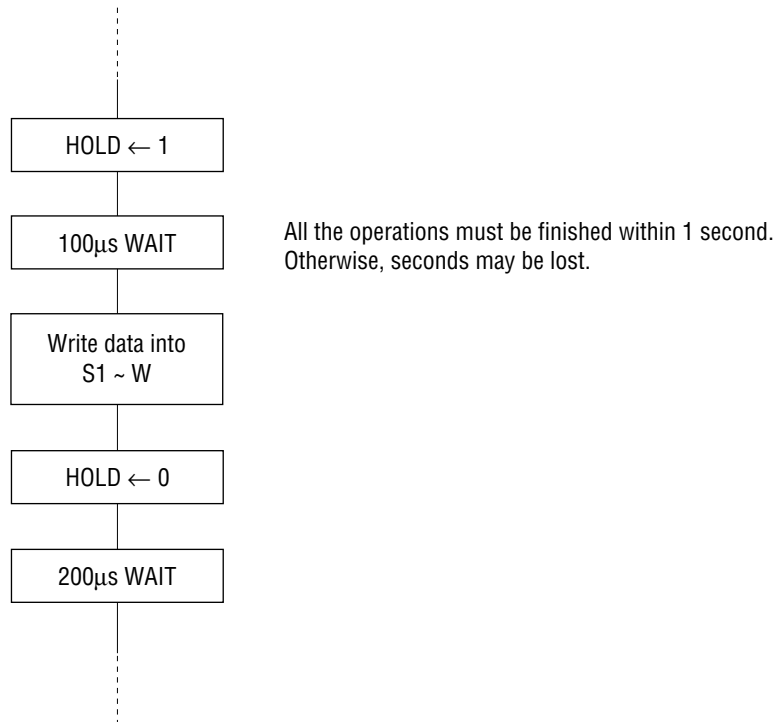 HOLD ← 1
100μs WAIT
All the operations must be finished within 1 second.
Otherwise, seconds may be lost.
Write data into
S1 ~ W
HOLD ← 0
200μs WAIT